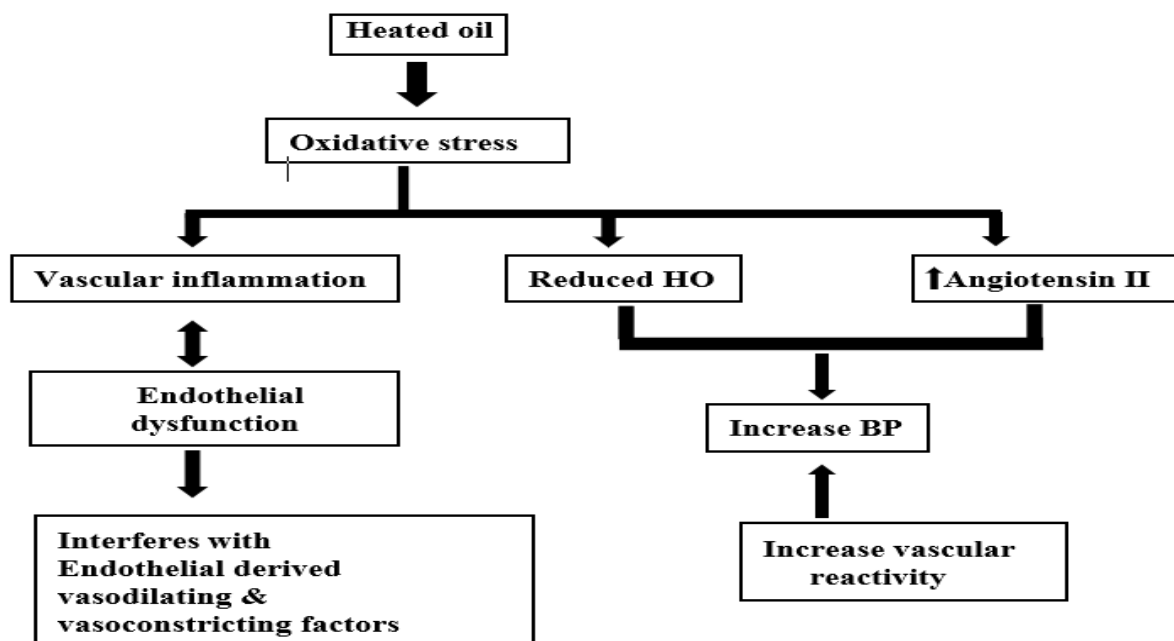 Heated oil
Oxidative stress
Vascular inflammation
Reduced HO
↑Angiotensin II
Endothelial
dysfunction
Increase BP
Interferes with
Endothelial derived
vasodilating &
vasoconstricting factors
Increase vascular
reactivity